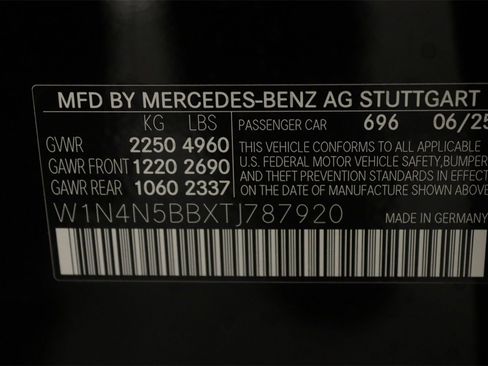 MFD BY MERCEDES-BENZ AG STUTTGART
KG LBS PASSENGER CAR 696 06/25
GVWR 2250 4960
GAWR FRONT 1220 2690
GAWR REAR 1060 2337
THIS VEHICLE CONFORMS TO ALL APPLICABLE
U.S. FEDERAL MOTOR VEHICLE SAFETY, BUMPER
AND THEFT PREVENTION STANDARDS IN EFFECT
ON THE DATE OF MANUFACTURE SHOWN ABOVE.
W1N4N5BBXTJ787920 MADE IN GERMANY